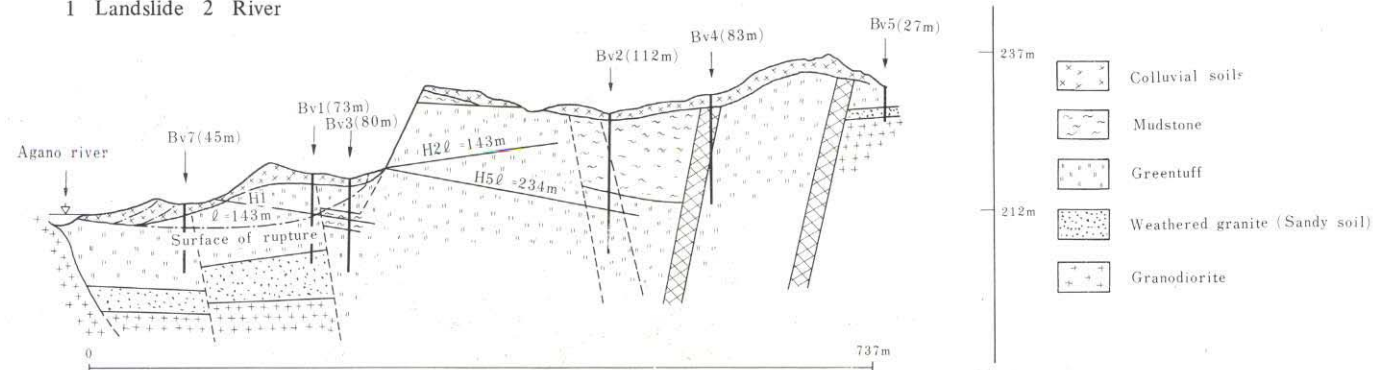 1 Landslide 2 River
Bv5(27m)
Bv4(83m)
Bv2(112m)
237m
Colluvial soils
Bv1(73m)
Bv3(80m)
Mudstone
Bv7(45m)
Agano river
H2ℓ =143m
H5ℓ =234m
Greentuff
H1
ℓ =143m
212m
Surface of rupture
Weathered granite (Sandy soil)
Granodiorite
0
737m